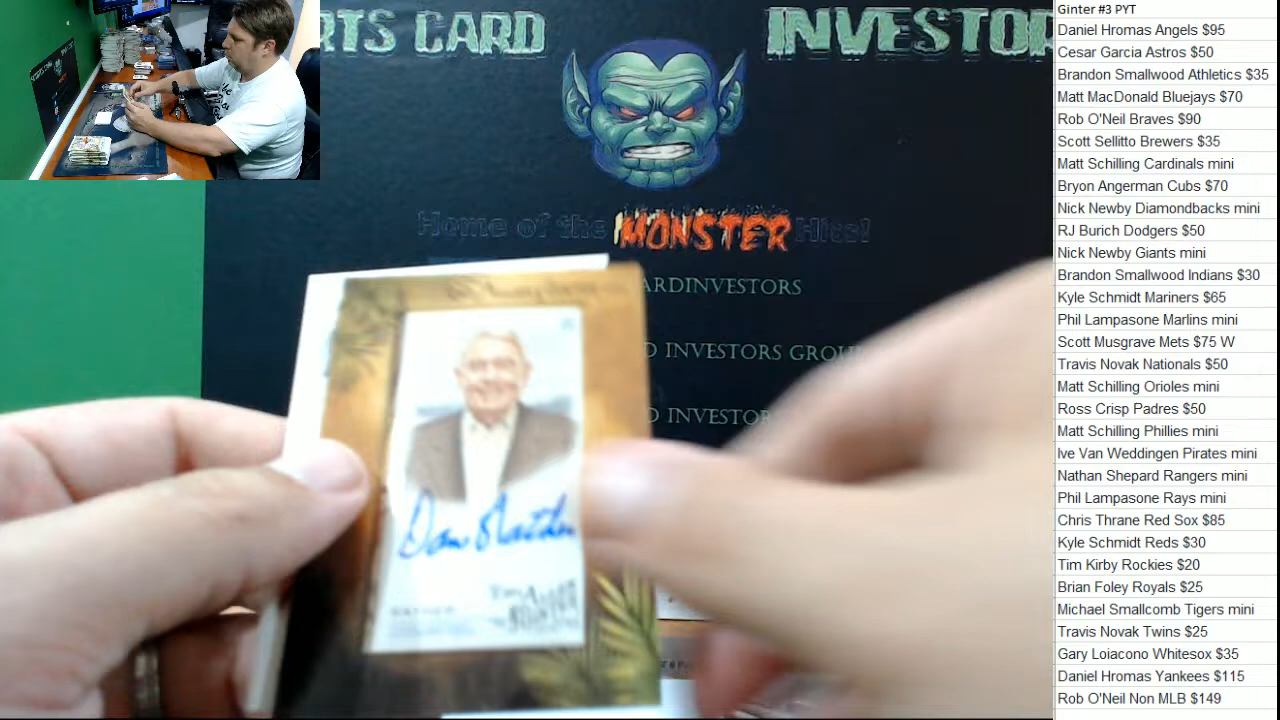 RTS CARD INVESTOR
Home of the MONSTER Hits!
ARDINVESTORS
D INVESTORS GROUP
D INVESTOR
Dan Rather
Ginter #3 PYT
Daniel Hromas Angels $95
Cesar Garcia Astros $50
Brandon Smallwood Athletics $35
Matt MacDonald Bluejays $70
Rob O'Neil Braves $90
Scott Sellitto Brewers $35
Matt Schilling Cardinals mini
Bryon Angerman Cubs $70
Nick Newby Diamondbacks mini
RJ Burich Dodgers $50
Nick Newby Giants mini
Brandon Smallwood Indians $30
Kyle Schmidt Mariners $65
Phil Lampasone Marlins mini
Scott Musgrave Mets $75 W
Travis Novak Nationals $50
Matt Schilling Orioles mini
Ross Crisp Padres $50
Matt Schilling Phillies mini
Ive Van Weddingen Pirates mini
Nathan Shepard Rangers mini
Phil Lampasone Rays mini
Chris Thrane Red Sox $85
Kyle Schmidt Reds $30
Tim Kirby Rockies $20
Brian Foley Royals $25
Michael Smallcomb Tigers mini
Travis Novak Twins $25
Gary Loiacono Whitesox $35
Daniel Hromas Yankees $115
Rob O'Neil Non MLB $149